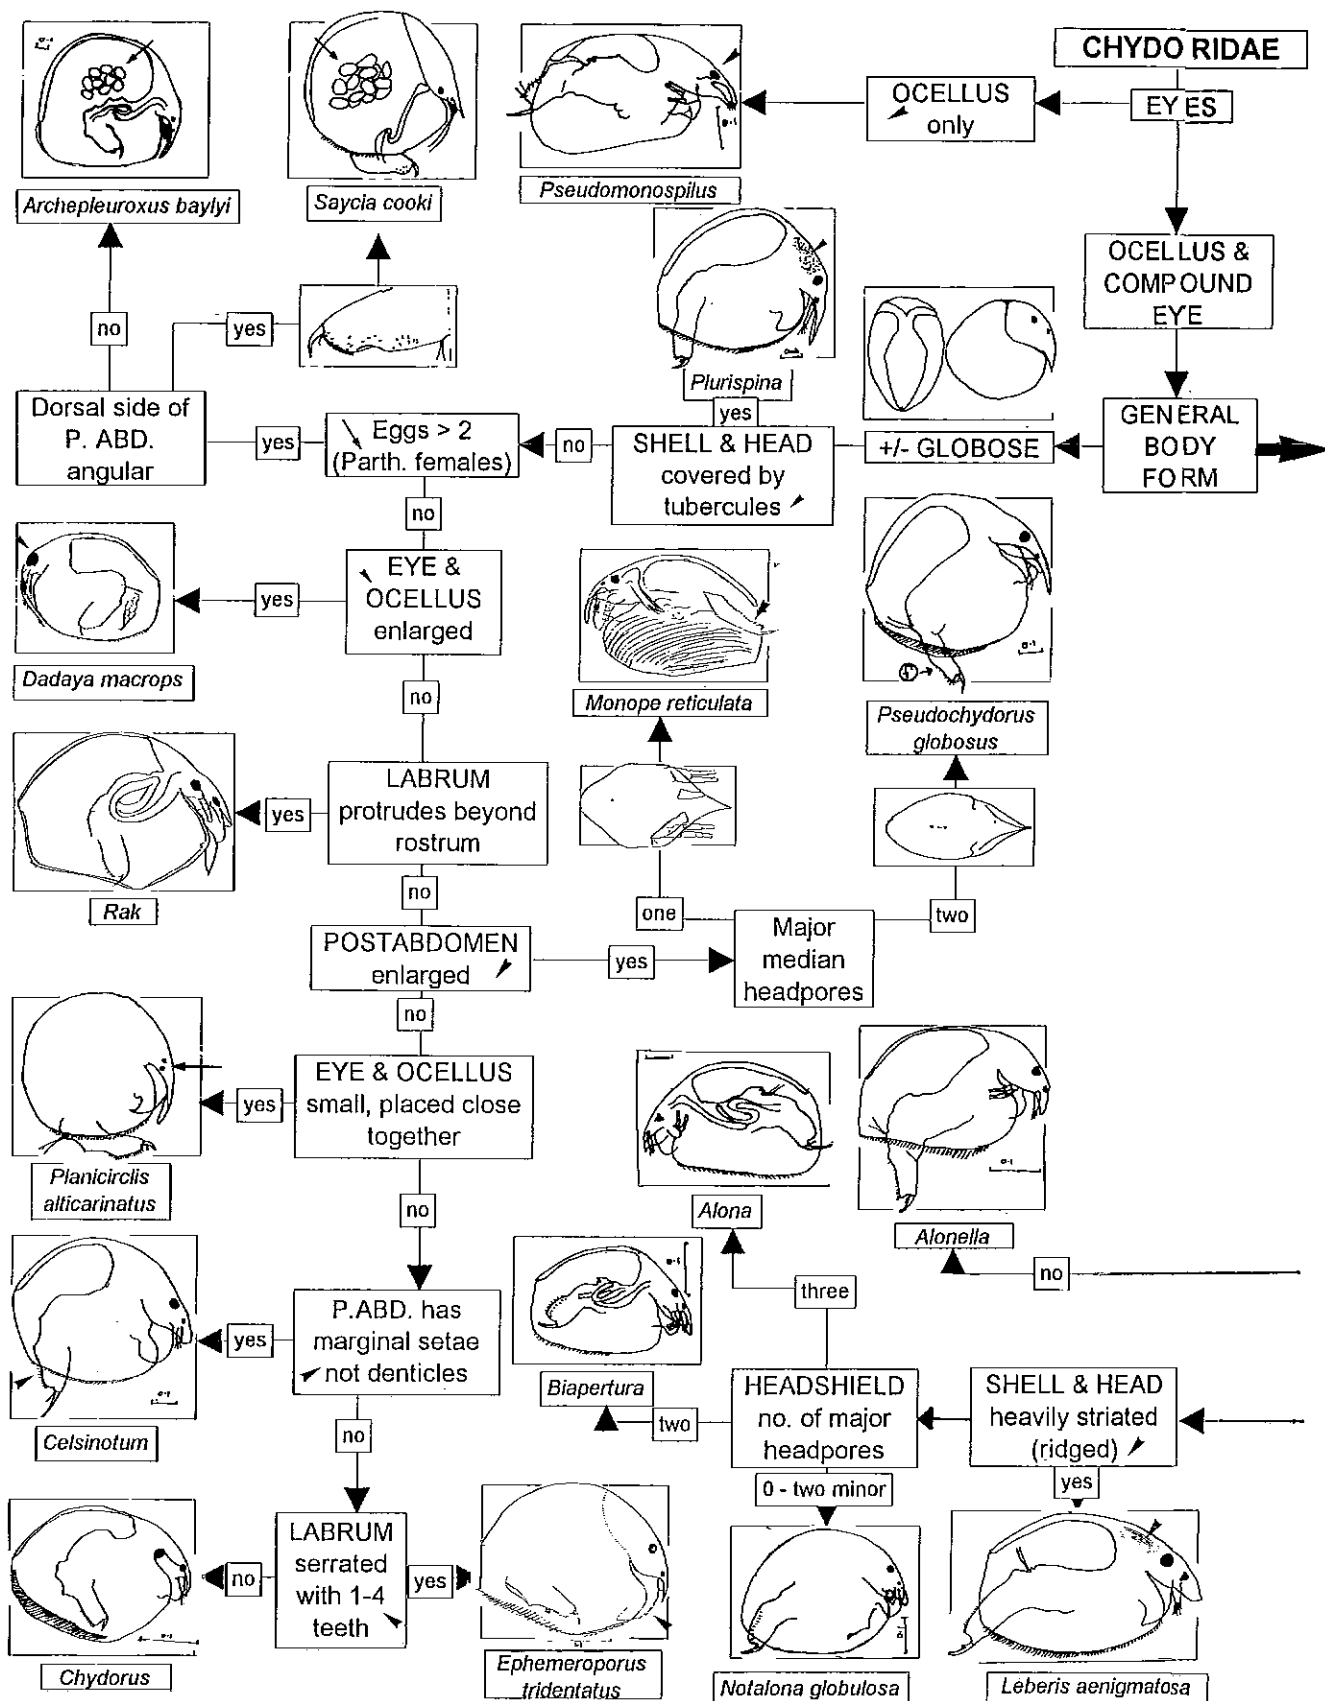 CHYDO RIDAE
EYES
OCELLUS
only
Pseudomonospilus
Saycia cooki
Archepleuroxus baylyi
OCELLUS &
COMPOUND
EYE
GENERAL
BODY
FORM
+/- GLOBOSE
Plurispina
yes
SHELL & HEAD
covered by
tubercules
no
Eggs > 2
(Parth. females)
yes
Dorsal side of
P. ABD.
angular
no
yes
no
EYE &
OCELLUS
enlarged
yes
Dadaya macrops
no
LABRUM
protrudes beyond
rostrum
yes
Rak
no
POSTABDOMEN
enlarged
yes
Major
median
headpores
one
two
Monope reticulata
Pseudochydorus
globosus
no
EYE & OCELLUS
small, placed close
together
yes
Planicirclis
alticarinatus
no
P.ABD. has
marginal setae
not denticles
yes
Celsinotum
no
LABRUM
serrated
with 1-4
teeth
no
Chydorus
yes
Ephemeroporus
tridentatus
Alona
Alonella
no
three
HEADSHIELD
no. of major
headpores
two
Biapertura
0 - two minor
Notalona globulosa
SHELL & HEAD
heavily striated
(ridged)
yes
Leberis aenigmatosa